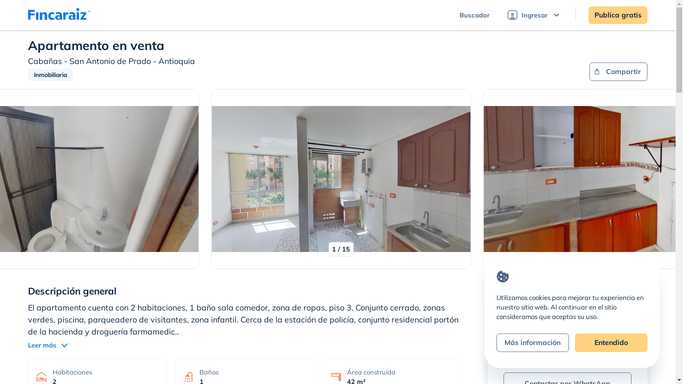 Fincaraiz
Buscador
Ingresar
Publica gratis
Apartamento en venta
Cabañas - San Antonio de Prado - Antioquia
Inmobiliaria
Compartir
1 / 15
Descripción general
El apartamento cuenta con 2 habitaciones, 1 baño sala comedor, zona de ropas, piso 3. Conjunto cerrado, zonas
verdes, piscina, parqueadero de visitantes, zona infantil. Cerca de la estación de policía, conjunto residencial portón
de la hacienda y droguería farmamedic...
Leer más
Habitaciones
2
Baños
1
Área construida
42 m²
Utilizamos cookies para mejorar tu experiencia en
nuestro sitio web. Al continuar en el sitio
consideramos que aceptas su uso.
Más información
Entendido
Contactar por WhatsApp